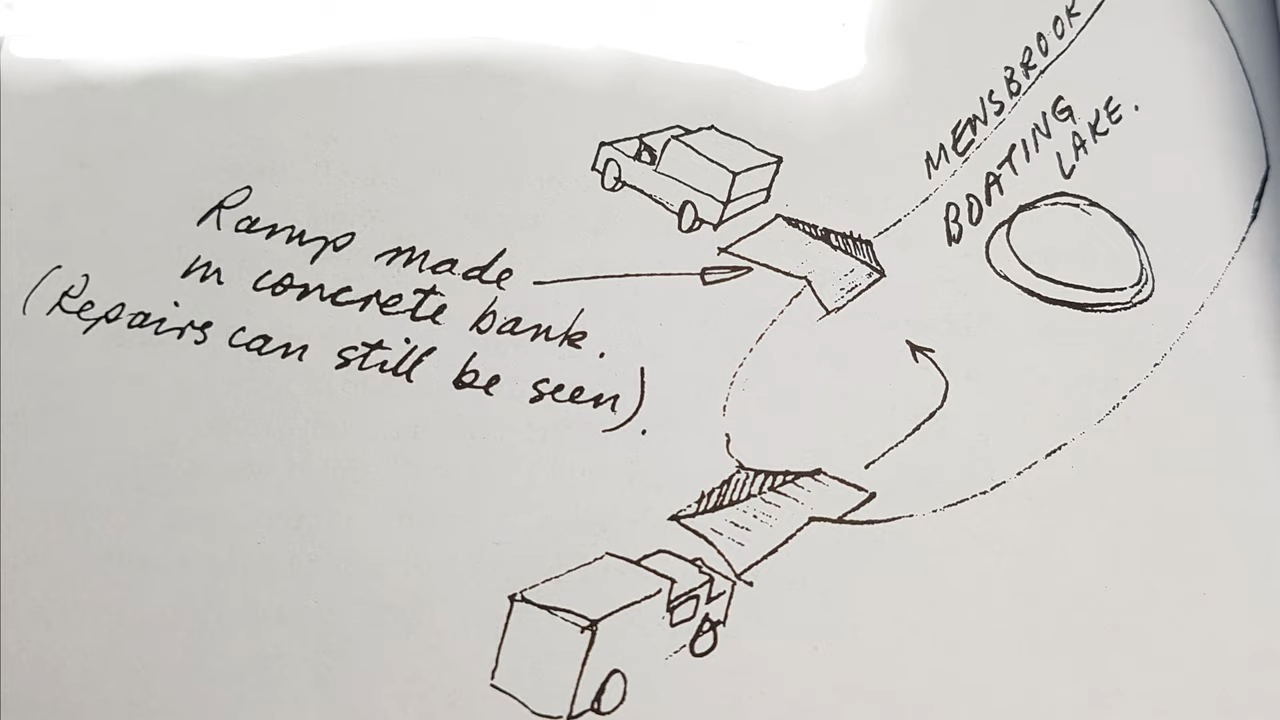 MENSBROOK
BOATING
LAKE.
Ramp made
in concrete bank.
(Repairs can still be seen).